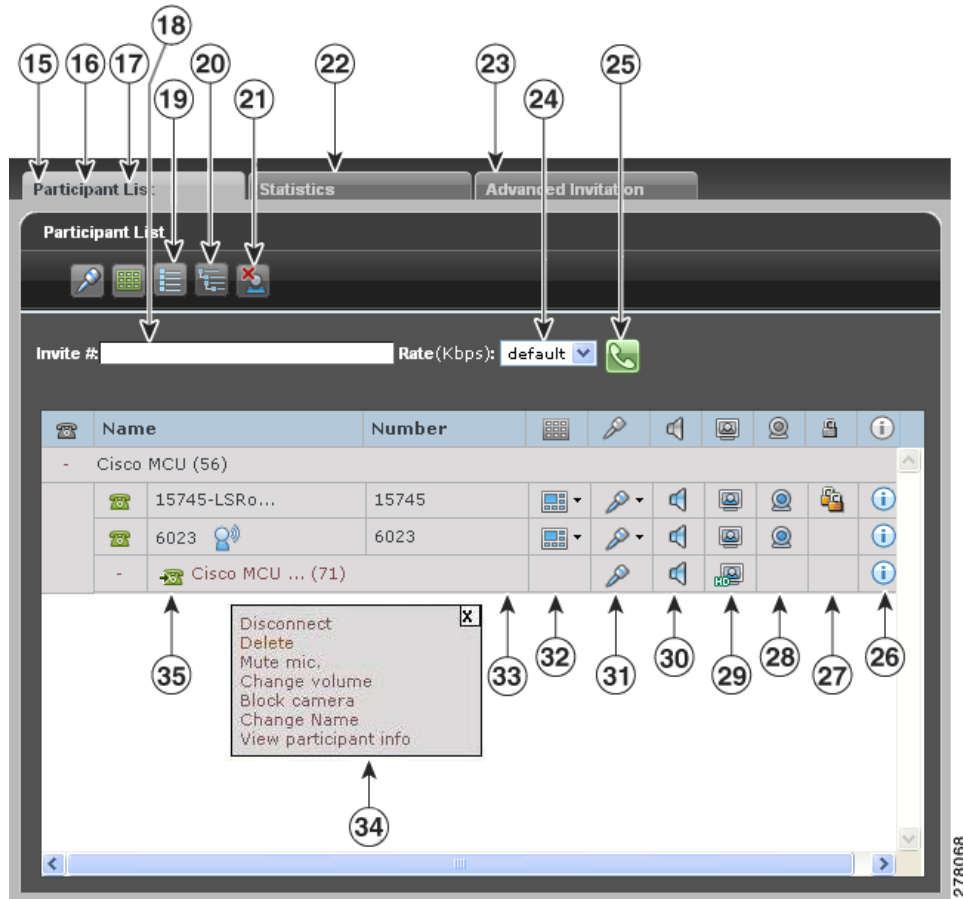 18
15 16 17 20 22 23 25
19 21 24
Participant List Statistics Advanced Invitation
Participant List
Invite #: Rate(Kbps): default
Name Number
- Cisco MCU (56)
15745-LSRo... 15745
6023 6023
- Cisco MCU ... (71)
HD
Disconnect X
Delete
Mute mic.
Change volume
Block camera
Change Name
View participant info
35 33 32 31 30 29 28 27 26
34
278068